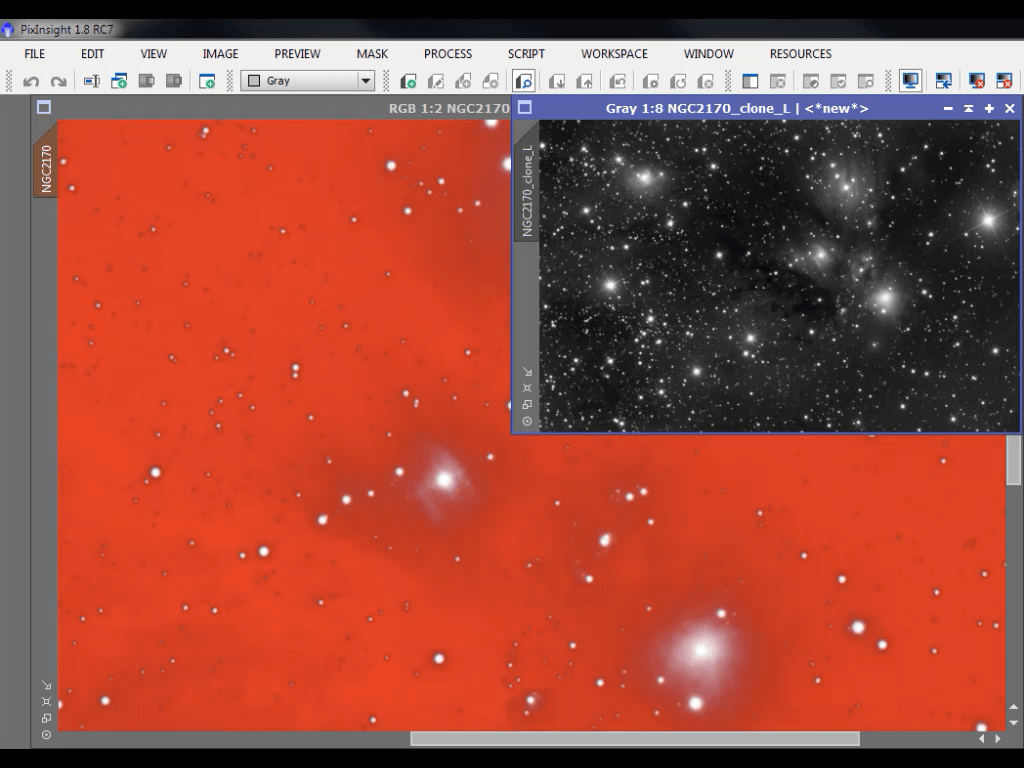 PixInsight 1.8 RC7
FILE EDIT VIEW IMAGE PREVIEW MASK PROCESS SCRIPT WORKSPACE WINDOW RESOURCES
Gray
RGB 1:2 NGC2170
Gray 1:8 NGC2170_clone_L | <*new*>
NGC2170
NGC2170_clone_L